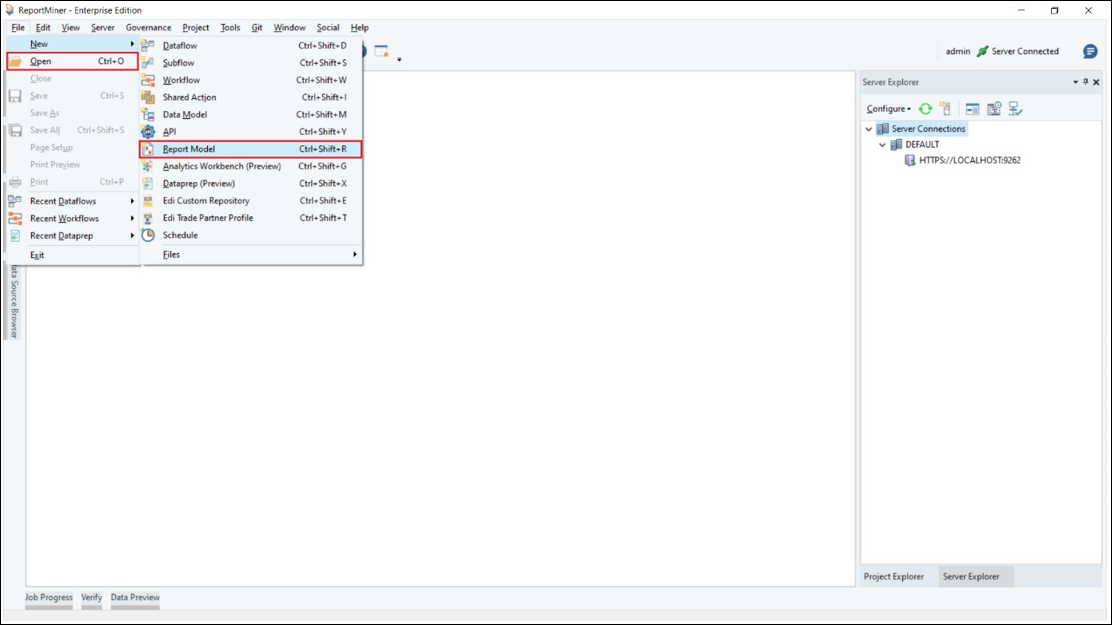 ReportMiner - Enterprise Edition
File Edit View Server Governance Project Tools Git Window Social Help
admin Server Connected
New
Open Ctrl+O
Close
Save Ctrl+S
Save As
Save All Ctrl+Shift+S
Page Setup
Print Preview
Print Ctrl+P
Recent Dataflows
Recent Workflows
Recent Dataprep
Exit
Dataflow Ctrl+Shift+D
Subflow Ctrl+Shift+S
Workflow Ctrl+Shift+W
Shared Action Ctrl+Shift+I
Data Model Ctrl+Shift+M
API Ctrl+Shift+Y
Report Model Ctrl+Shift+R
Analytics Workbench (Preview) Ctrl+Shift+G
Dataprep (Preview) Ctrl+Shift+X
Edi Custom Repository Ctrl+Shift+E
Edi Trade Partner Profile Ctrl+Shift+T
Schedule
Files
Source Browser
Server Explorer
Configure
Server Connections
DEFAULT
HTTPS://LOCALHOST:9262
Project Explorer Server Explorer
Job Progress Verify Data Preview